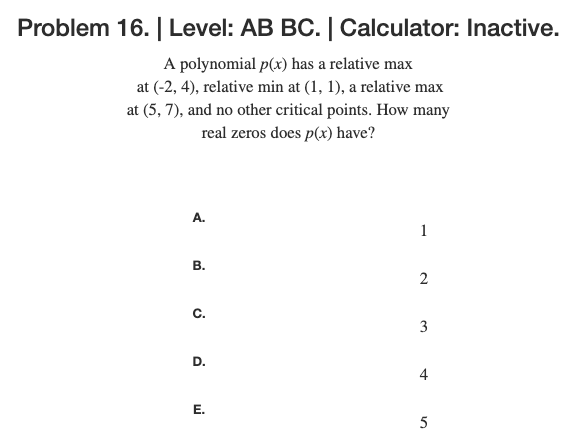 Problem 16. | Level: AB BC. | Calculator: Inactive.
A polynomial p(x) has a relative max
at (-2, 4), relative min at (1, 1), a relative max
at (5, 7), and no other critical points. How many
real zeros does p(x) have?
A.
1
B.
2
C.
3
D.
4
E.
5